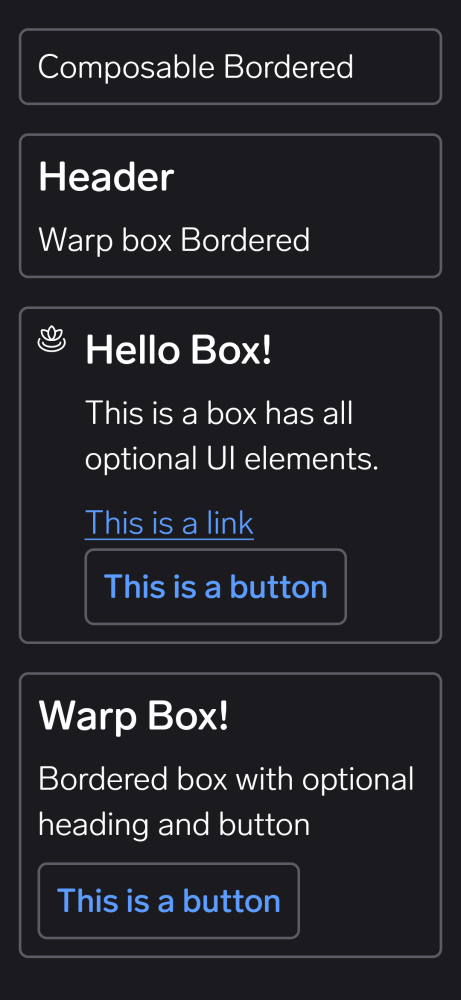 Composable Bordered
Header
Warp box Bordered
Hello Box!
This is a box has all
optional UI elements.
This is a link
This is a button
Warp Box!
Bordered box with optional
heading and button
This is a button